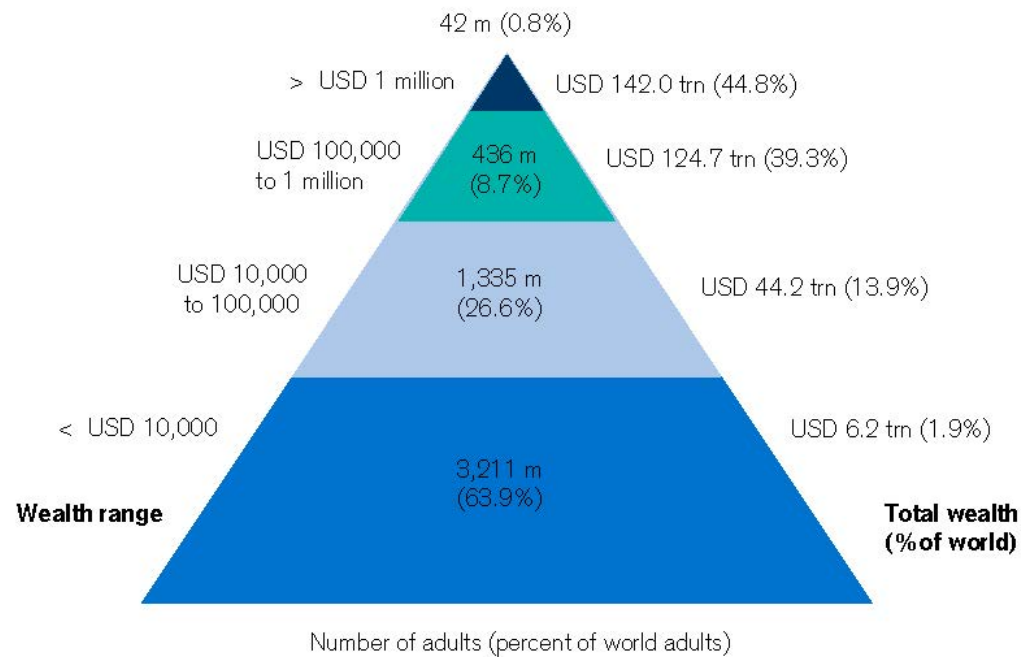 42 m (0.8%)
> USD 1 million
USD 142.0 trn (44.8%)
USD 100,000
to 1 million
436 m
(8.7%)
USD 124.7 trn (39.3%)
USD 10,000
to 100,000
1,335 m
(26.6%)
USD 44.2 trn (13.9%)
< USD 10,000
USD 6.2 trn (1.9%)
3,211 m
(63.9%)
Wealth range
Total wealth
(% of world)
Number of adults (percent of world adults)